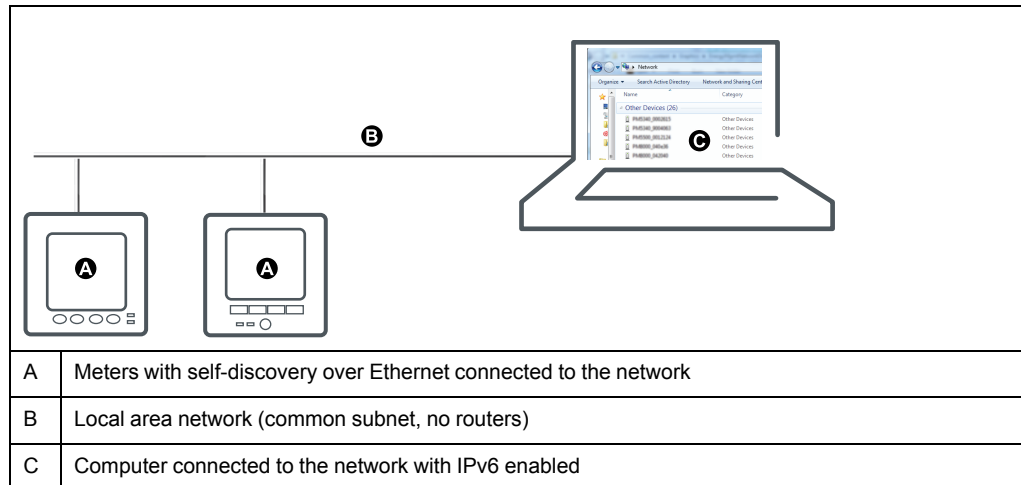 Network
Organize Search Active Directory Network and Sharing Cent
Name Category
Other Devices (26)
Other Devices
Other Devices
B
Other Devices
C
Other Devices
Other Devices
A A
A Meters with self-discovery over Ethernet connected to the network
B Local area network (common subnet, no routers)
C Computer connected to the network with IPv6 enabled